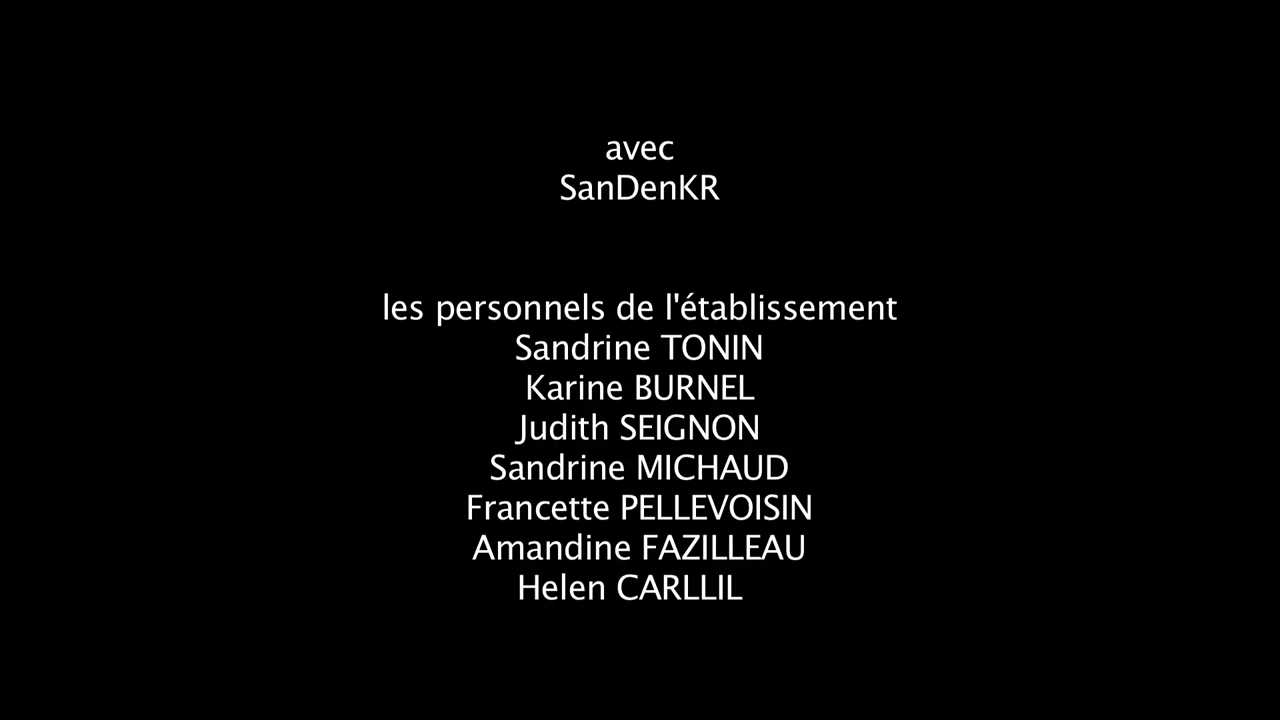 avec
SanDenKR
les personnels de l'établissement
Sandrine TONIN
Karine BURNEL
Judith SEIGNON
Sandrine MICHAUD
Francette PELLEVOISIN
Amandine FAZILLEAU
Helen CARLLIL